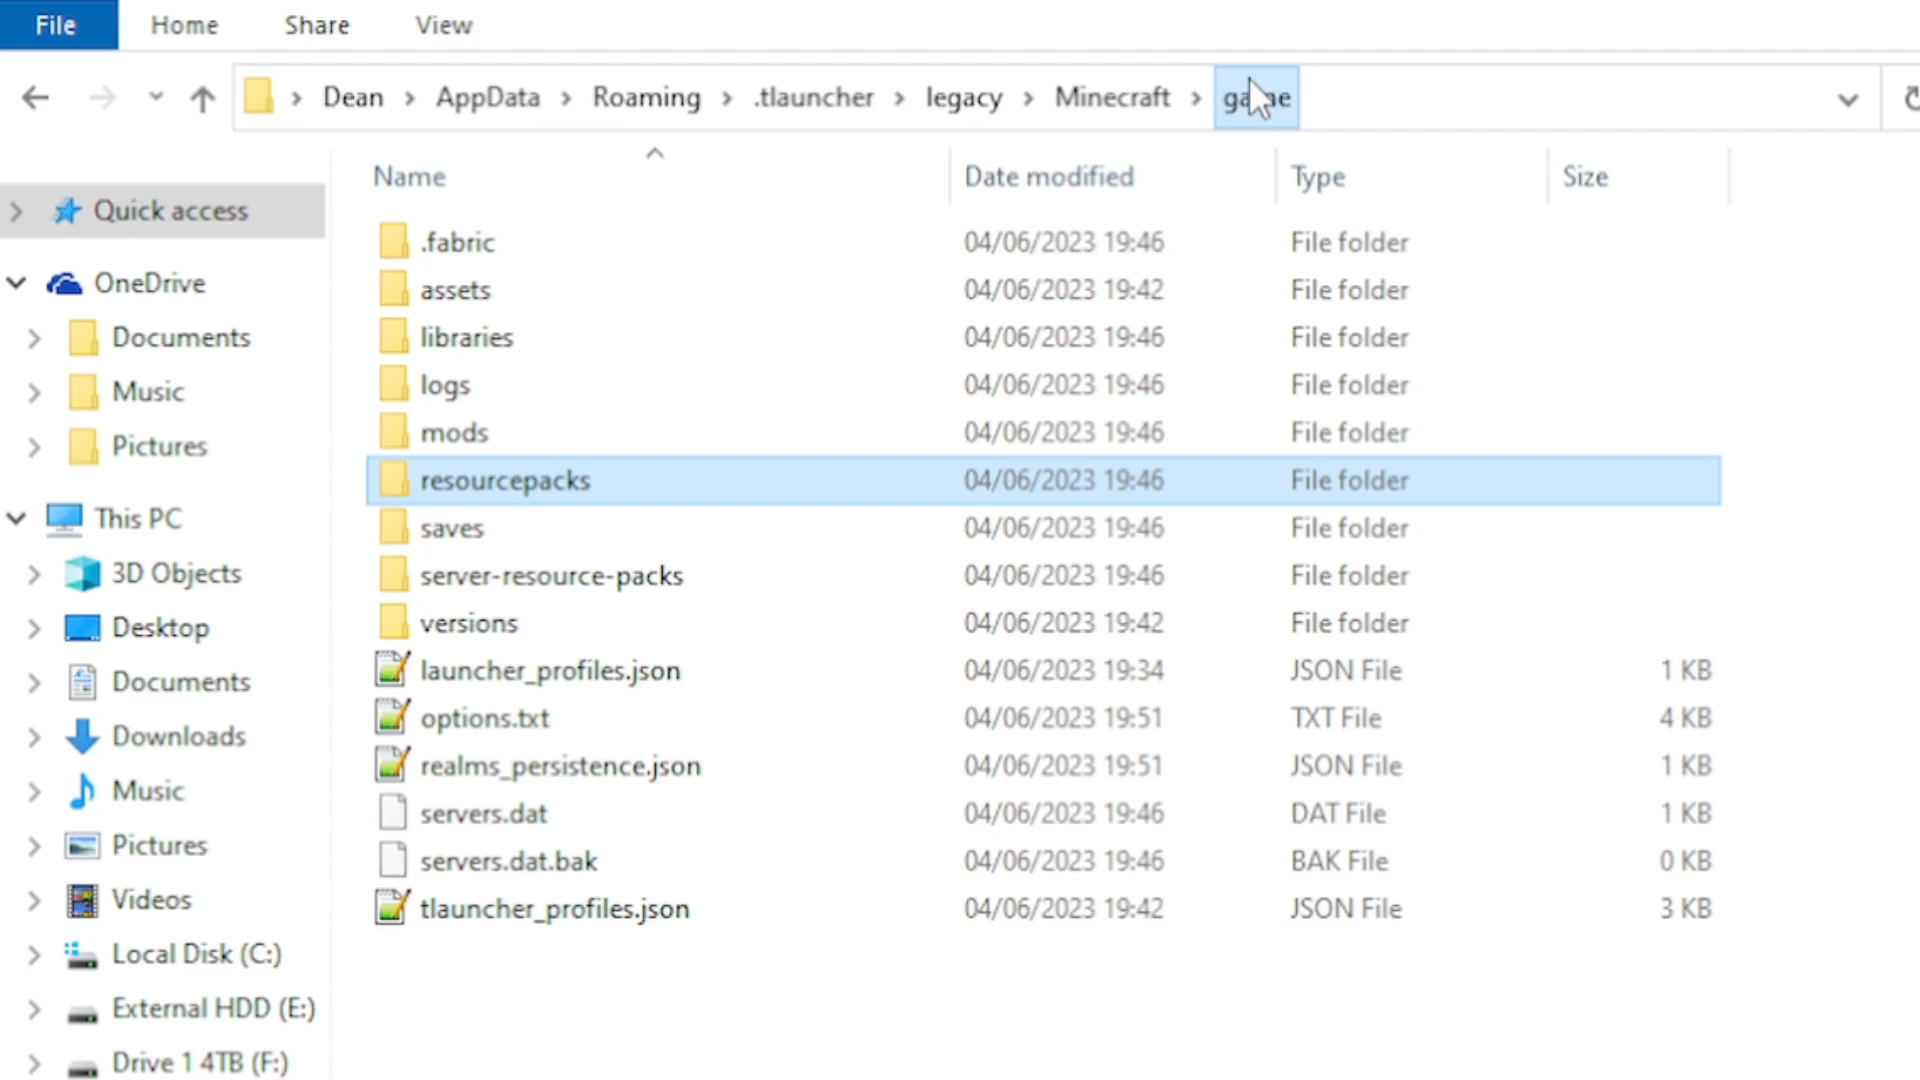 File Home Share View
Dean AppData Roaming .tlauncher legacy Minecraft game
Name Date modified Type Size
Quick access
OneDrive
Documents
Music
Pictures
This PC
3D Objects
Desktop
Documents
Downloads
Music
Pictures
Videos
Local Disk (C:)
External HDD (E:)
Drive 1 4TB (F:)
.fabric 04/06/2023 19:46 File folder
assets 04/06/2023 19:42 File folder
libraries 04/06/2023 19:46 File folder
logs 04/06/2023 19:46 File folder
mods 04/06/2023 19:46 File folder
resourcepacks 04/06/2023 19:46 File folder
saves 04/06/2023 19:46 File folder
server-resource-packs 04/06/2023 19:46 File folder
versions 04/06/2023 19:42 File folder
launcher_profiles.json 04/06/2023 19:34 JSON File 1 KB
options.txt 04/06/2023 19:51 TXT File 4 KB
realms_persistence.json 04/06/2023 19:51 JSON File 1 KB
servers.dat 04/06/2023 19:46 DAT File 1 KB
servers.dat.bak 04/06/2023 19:46 BAK File 0 KB
tlauncher_profiles.json 04/06/2023 19:42 JSON File 3 KB